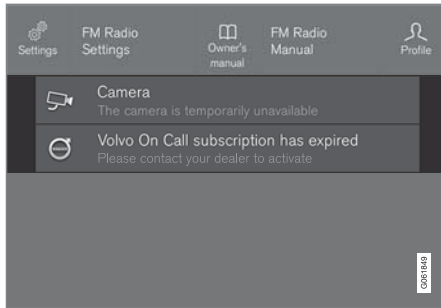 FM Radio
Settings
Settings
Owner's
manual
FM Radio
Manual
Profile
Camera
The camera is temporarily unavailable
Volvo On Call subscription has expired
Please contact your dealer to activate
G061849